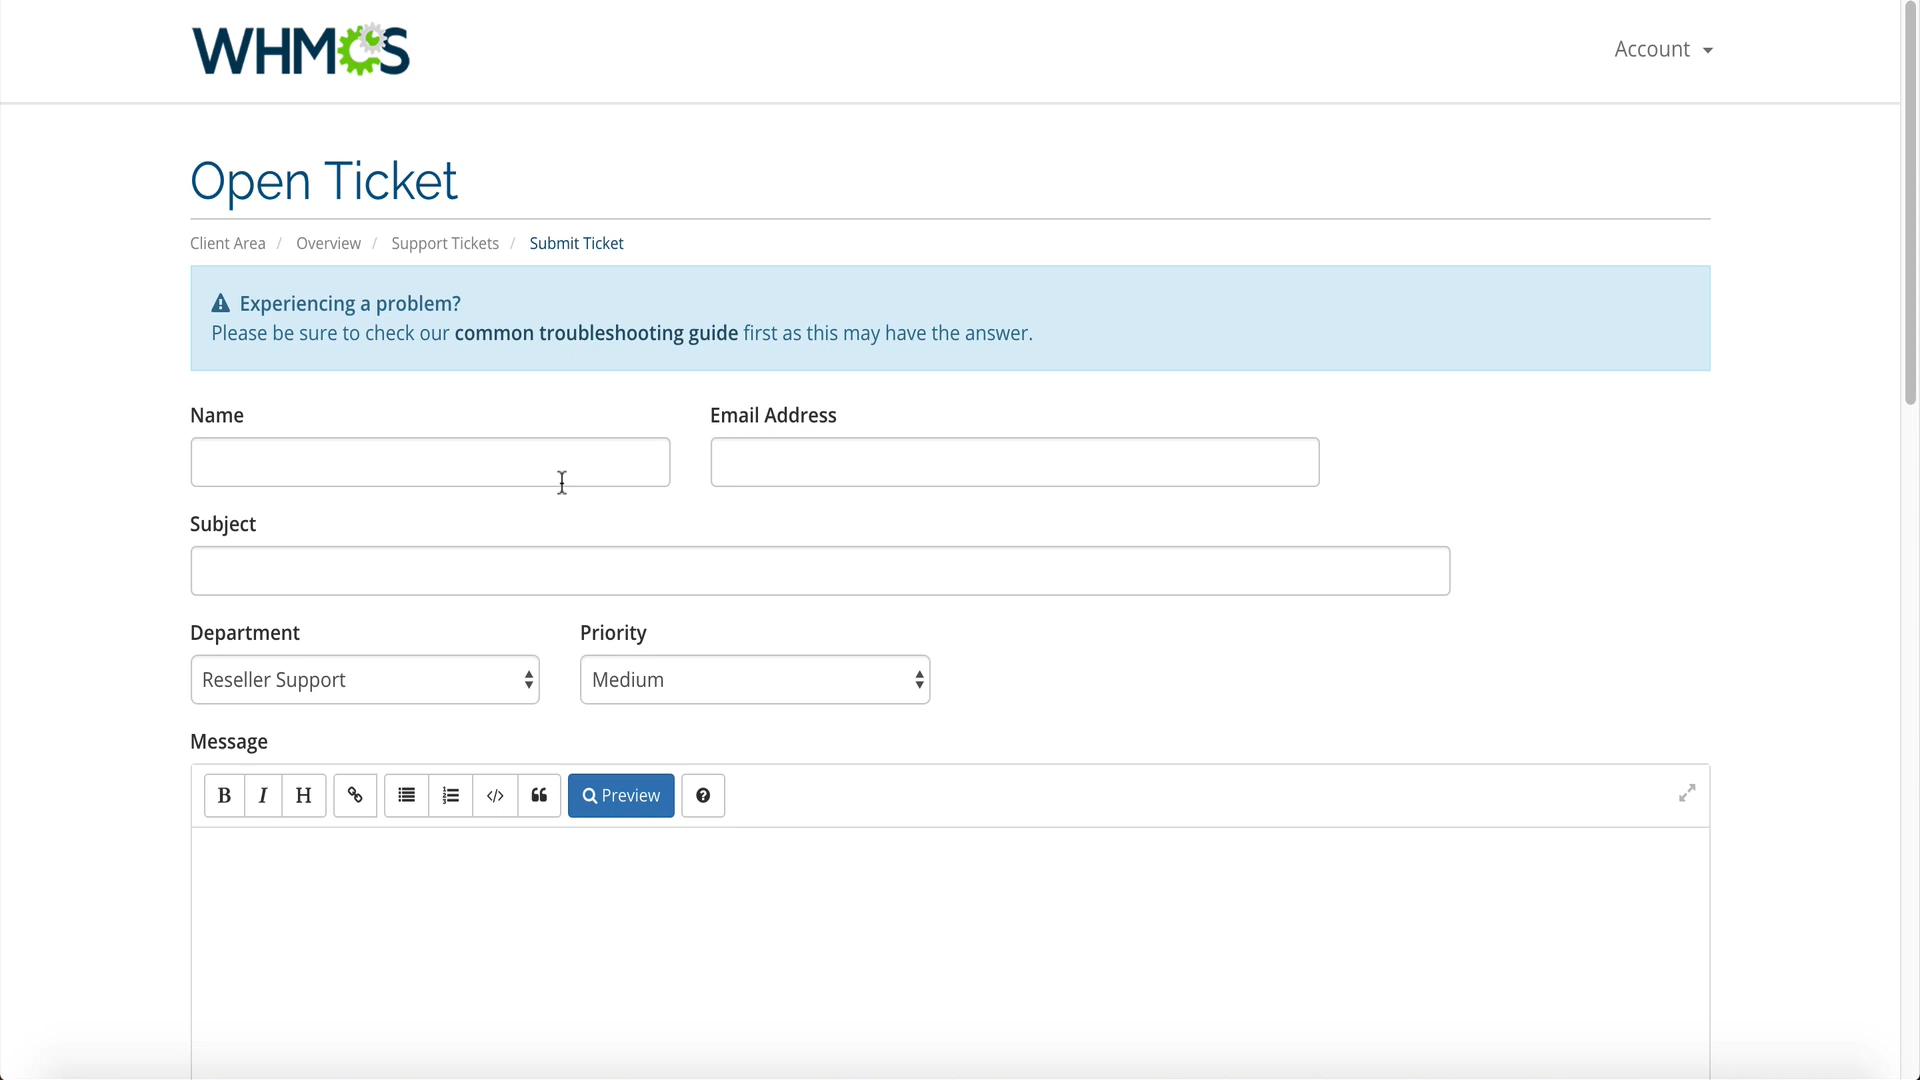 WHMCS
Account
Open Ticket
Client Area / Overview / Support Tickets / Submit Ticket
Experiencing a problem?
Please be sure to check our common troubleshooting guide first as this may have the answer.
Name
Email Address
Subject
Department
Priority
Reseller Support
Medium
Message
B I H Preview